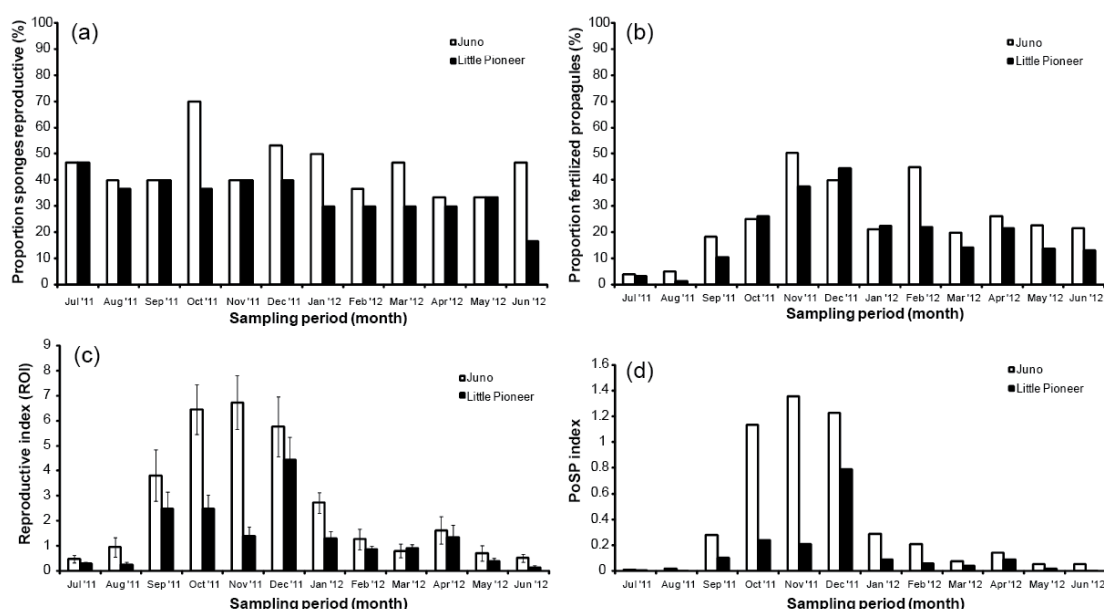 (a)
Juno
Little Pioneer
Proportion sponges reproductive (%)
100
90
80
70
60
50
40
30
20
10
0
Jul '11 Aug '11 Sep '11 Oct '11 Nov '11 Dec '11 Jan '12 Feb '12 Mar '12 Apr '12 May '12 Jun '12
Sampling period (month)
(b)
Juno
Little Pioneer
Proportion fertilized propagules (%)
100
90
80
70
60
50
40
30
20
10
0
Jul '11 Aug '11 Sep '11 Oct '11 Nov '11 Dec '11 Jan '12 Feb '12 Mar '12 Apr '12 May '12 Jun '12
Sampling period (month)
(c)
Juno
Little Pioneer
Reproductive index (ROI)
9
8
7
6
5
4
3
2
1
0
Jul '11 Aug '11 Sep '11 Oct '11 Nov '11 Dec '11 Jan '12 Feb '12 Mar '12 Apr '12 May '12 Jun '12
Sampling period (month)
(d)
Juno
Little Pioneer
PoSP index
1.6
1.4
1.2
1
0.8
0.6
0.4
0.2
0
Jul '11 Aug '11 Sep '11 Oct '11 Nov '11 Dec '11 Jan '12 Feb '12 Mar '12 Apr '12 May '12 Jun '12
Sampling period (month)